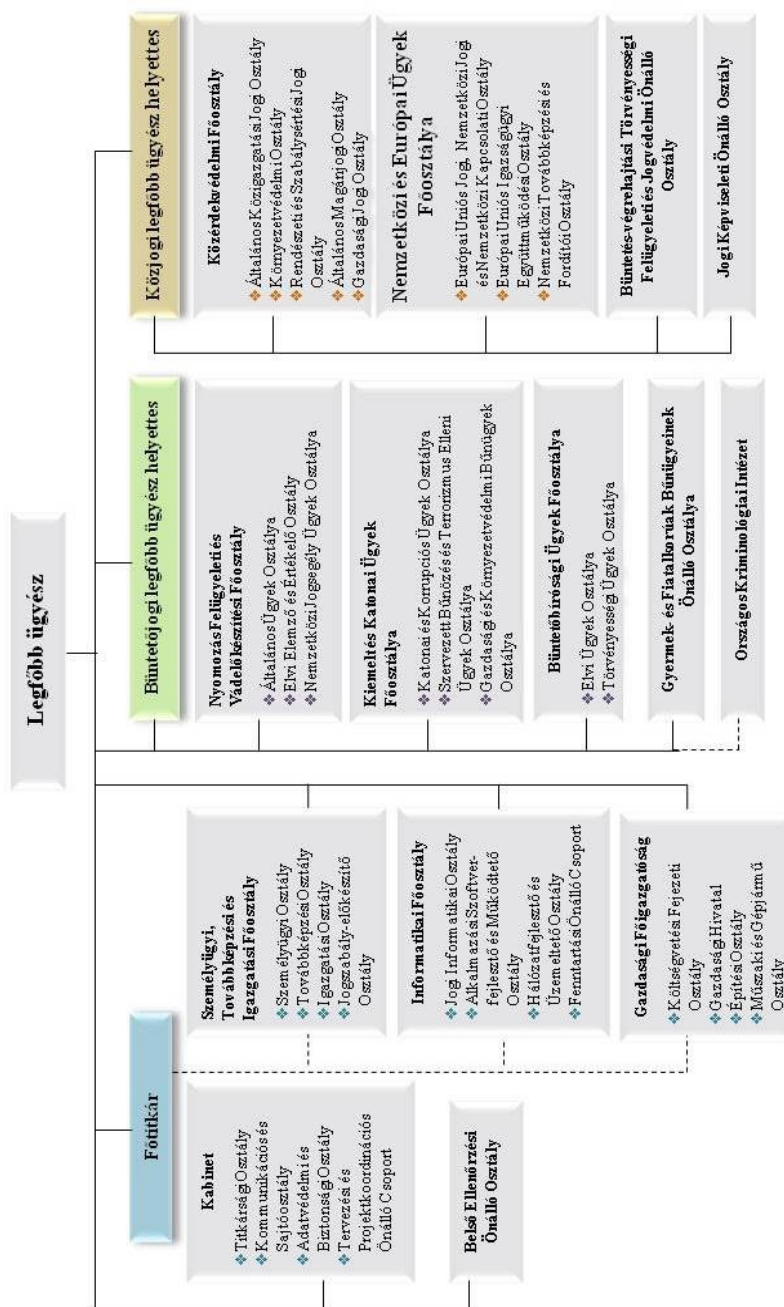 Legfőbb ügyész
Főtitkár
Kabinet
Titkársági Osztály
Kommunikációs és
Sajtóosztály
Adatvédelmi és
Biztonsági Osztály
Tervezési és
Projektkoordinációs
Önálló Csoport
Belső Ellenőrzési
Önálló Osztály
Személyügyi,
Továbbképzési és
Igazgatási Főosztály
Személyügyi Osztály
Továbbképzési Osztály
Igazgatási Osztály
Jogszabály-előkészítő
Osztály
Informatikai Főosztály
Jogi Informatikai Osztály
Alkalmazási Szoftver-
fejlesztő és Működtető
Osztály
Hálózatfejlesztő és
Üzemeltető Osztály
Fenntartási Önálló Csoport
Gazdasági Főigazgatóság
Költségvetési Fejezeti
Osztály
Gazdasági Hivatal
Építési Osztály
Műszaki és Gépjármű
Osztály
Büntetőjogi legfőbb ügyész helyettes
Nyomozás Felügyeleti és
Vádelőkészítési Főosztály
Általános Ügyek Osztálya
Elvi Elemző és Értékelő Osztály
Nemzetközi Jogsegély Ügyek Osztálya
Kiemelt és Katonai Ügyek
Főosztálya
Katonai és Korrupciós Ügyek Osztálya
Szervezett Bűnözés és Terrorizmus Elleni
Ügyek Osztálya
Gazdasági és Környezetvédelmi Bűnügyek
Osztálya
Büntetőbírósági Ügyek Főosztálya
Elvi Ügyek Osztálya
Törvényességi Ügyek Osztálya
Gyermek- és Fiatalkorúak Bűnügyeinek
Önálló Osztálya
Országos Kriminológiai Intézet
Közjogi legfőbb ügyész helyettes
Közérdekvédelmi Főosztály
Általános Közigazgatási Jogi Osztály
Környezetvédelmi Osztály
Rendészeti és Szabálysértési Jogi
Osztály
Általános Magánjogi Osztály
Gazdasági Jogi Osztály
Nemzetközi és Európai Ügyek
Főosztálya
Európai Uniós Jogi, Nemzetközi Jogi
és Nemzetközi Kapcsolati Osztály
Európai Uniós Igazságügyi
Együttműködési Osztály
Nemzetközi Továbbképzési és
Fordítói Osztály
Büntetés-végrehajtási Törvényességi
Felügyeleti és Jogvédelmi Önálló
Osztály
Jogi Képviseleti Önálló Osztály